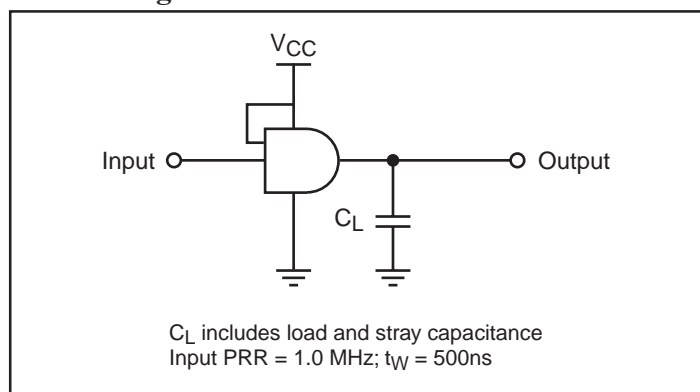 VCC
Input
Output
CL
CL includes load and stray capacitance
Input PRR = 1.0 MHz; tW = 500ns